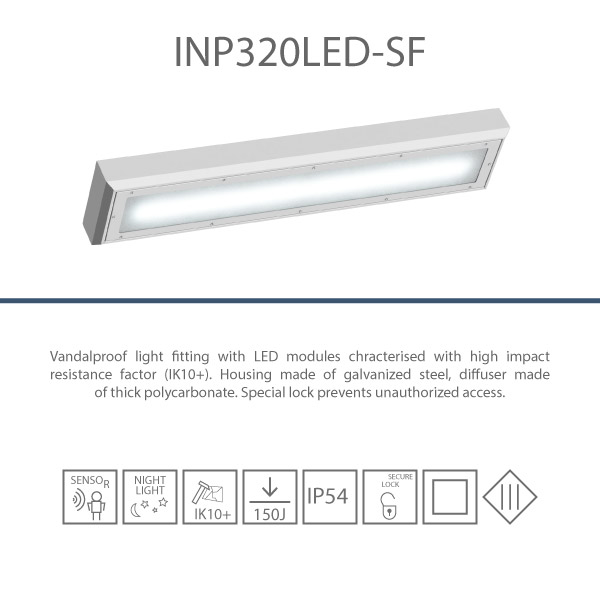 INP320LED-SF
Vandalproof light fitting with LED modules chracterised with high impact
resistance factor (IK10+). Housing made of galvanized steel, diffuser made
of thick polycarbonate. Special lock prevents unauthorized access.
SENSOR
NIGHT
LIGHT
IK10+
150J
IP54
SECURE
LOCK